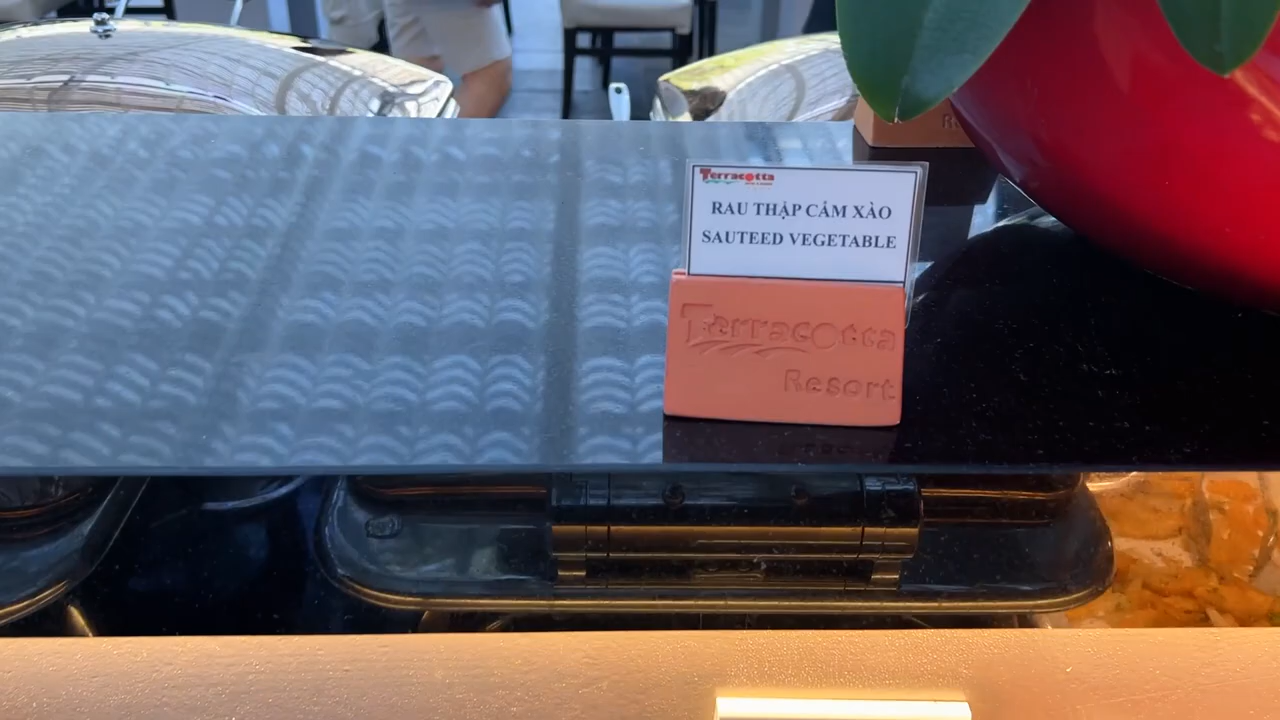 Terracotta
RAU THẬP CẨM XÀO
SAUTEED VEGETABLE
Terracotta
Resort